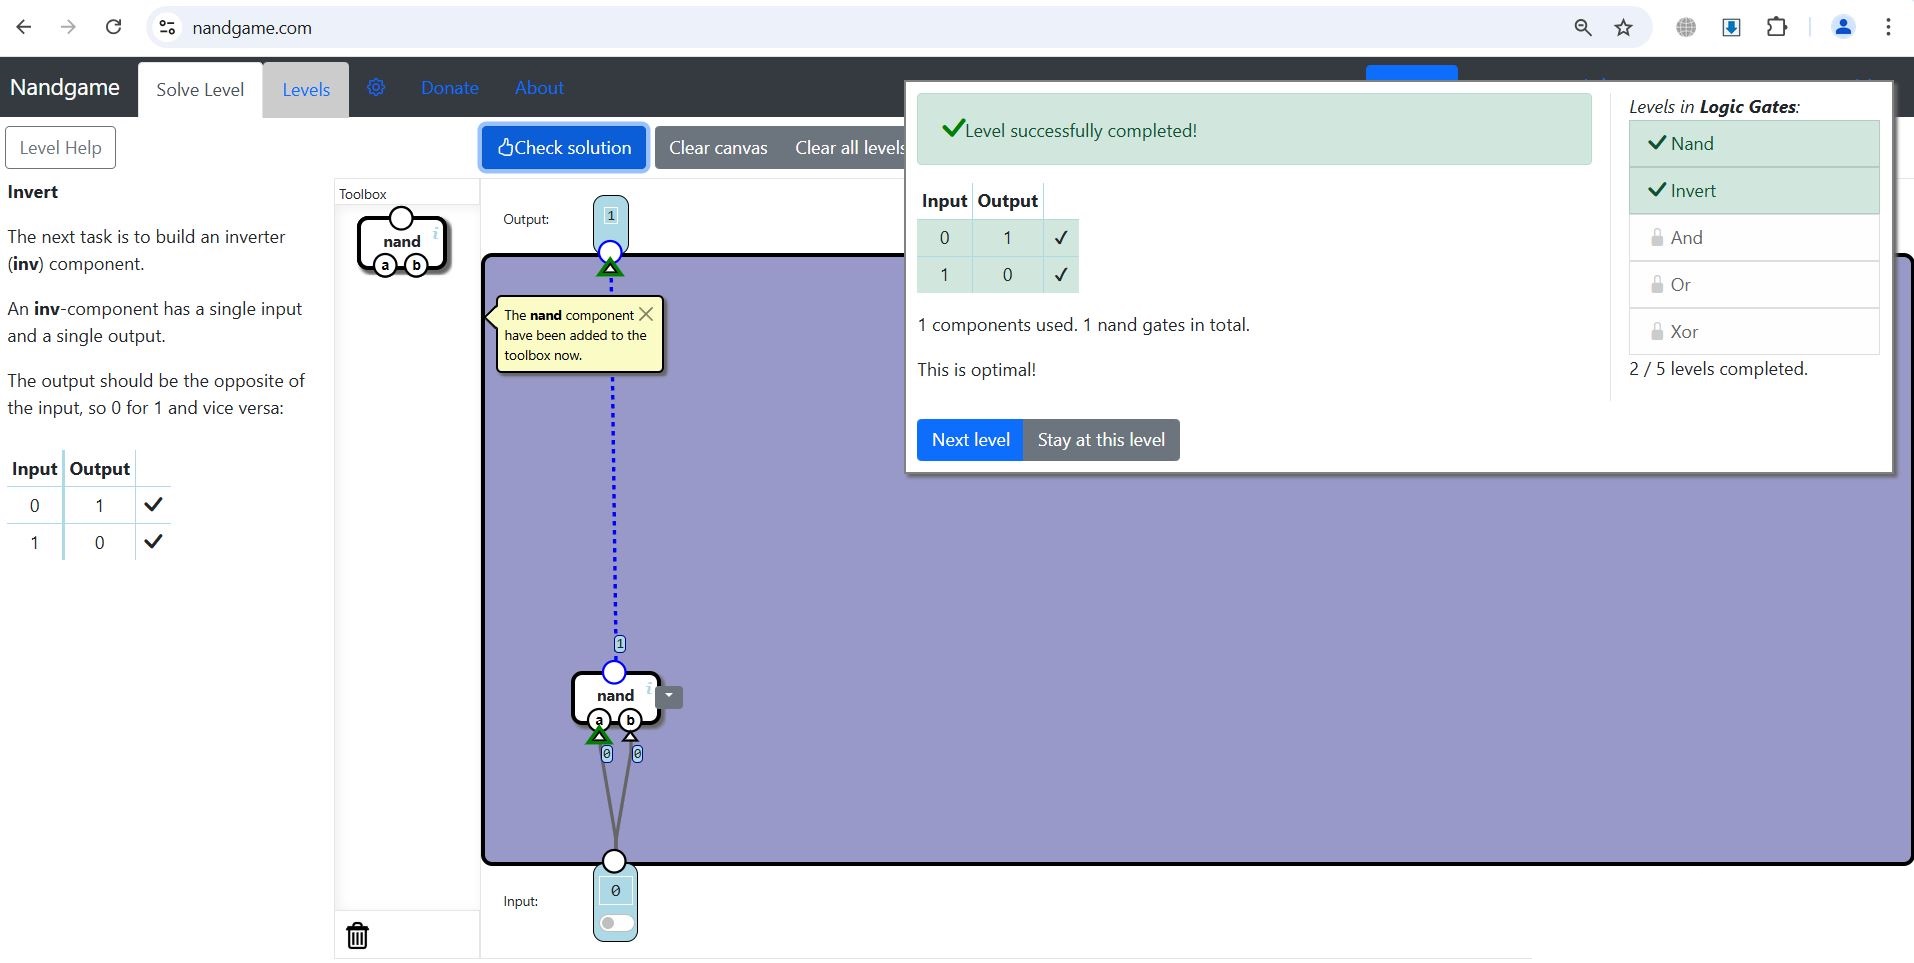 nandgame.com
Nandgame
Solve Level
Levels
Donate
About
Level Help
Check solution
Clear canvas
Clear all levels
Invert
The next task is to build an inverter
(inv) component.
An inv-component has a single input
and a single output.
The output should be the opposite of
the input, so 0 for 1 and vice versa:
Input Output
0 1
1 0
Toolbox
nand
i
a b
Output:
1
The nand component
have been added to the
toolbox now.
1
nand
i
a b
0 0
Input:
0
Level successfully completed!
Input Output
0 1
1 0
1 components used. 1 nand gates in total.
This is optimal!
Next level
Stay at this level
Levels in Logic Gates:
Nand
Invert
And
Or
Xor
2 / 5 levels completed.